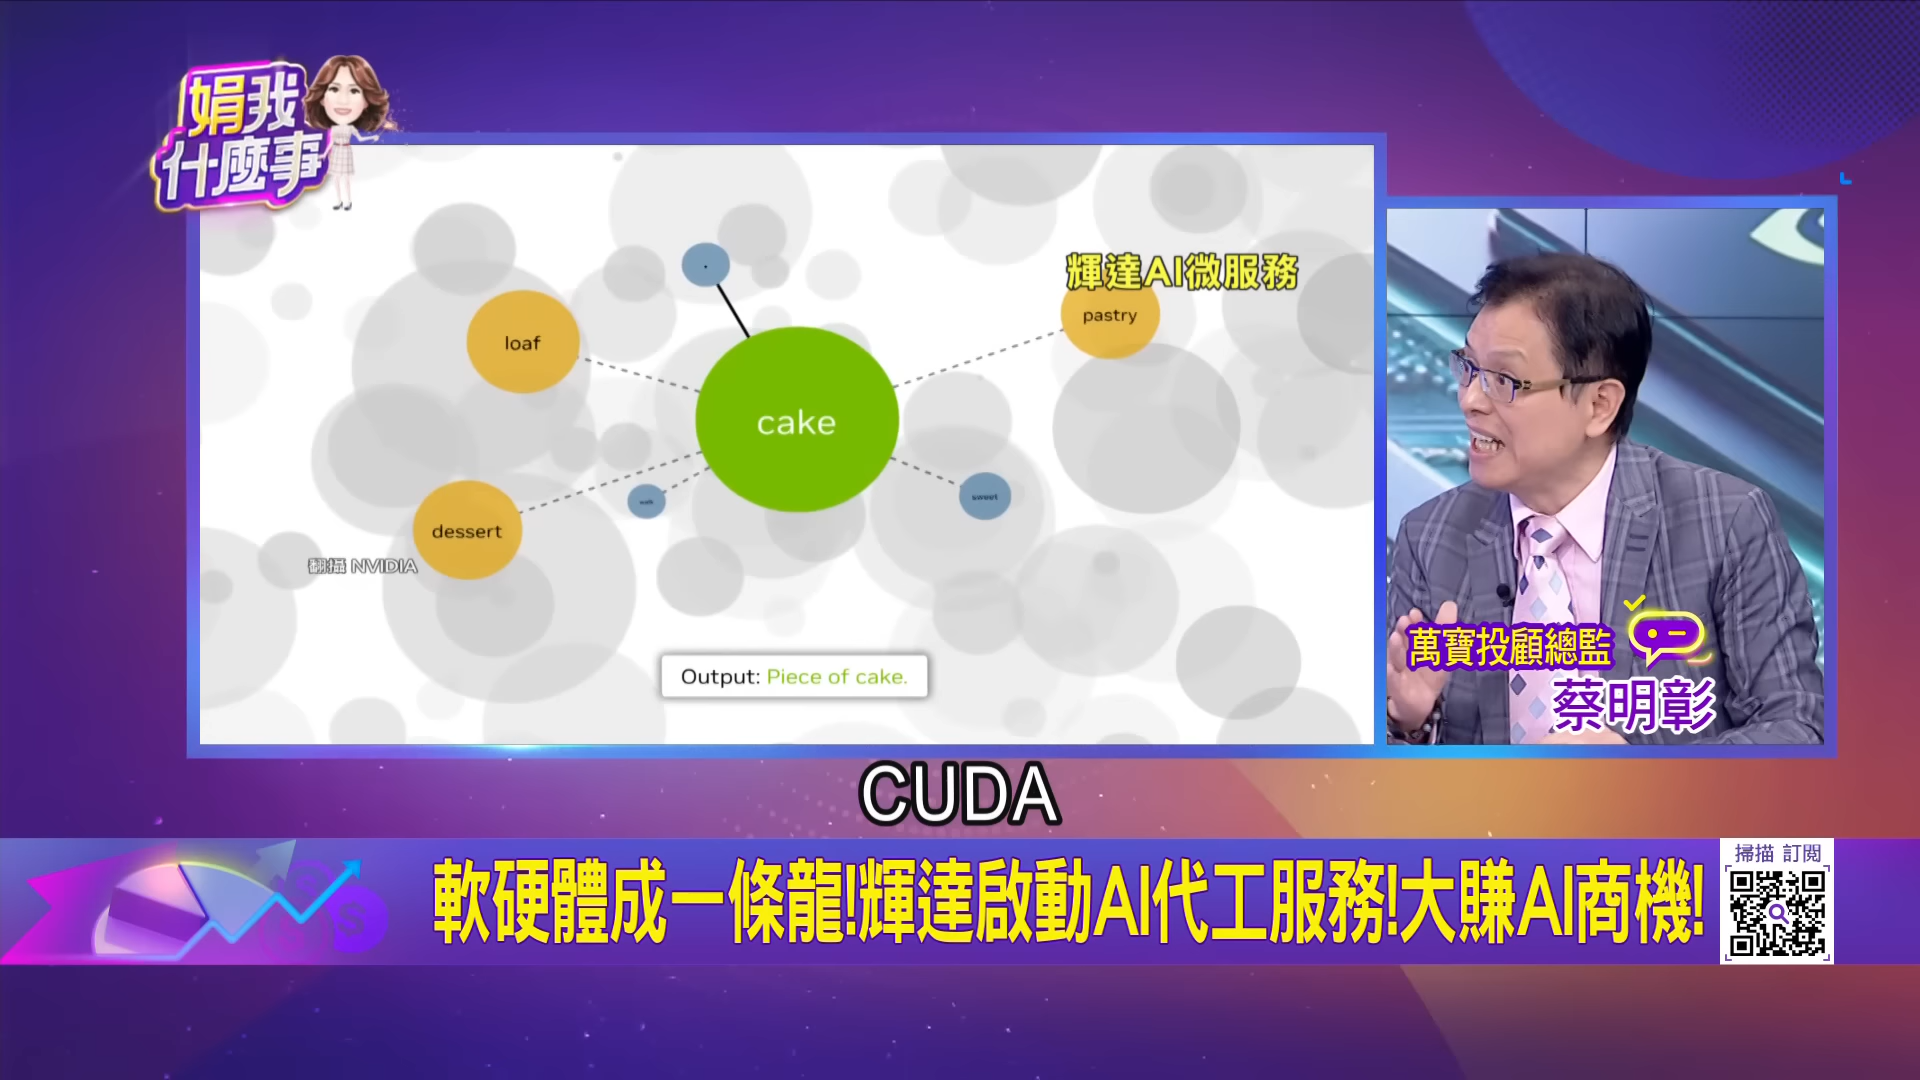 娟我
什麼事
輝達AI微服務
pastry
loaf
cake
sweet
dessert
翻攝 NVIDIA
Output: Piece of cake.
萬寶投顧總監
蔡明彰
CUDA
掃描 訂閱
軟硬體成一條龍!輝達啟動AI代工服務!大賺AI商機!